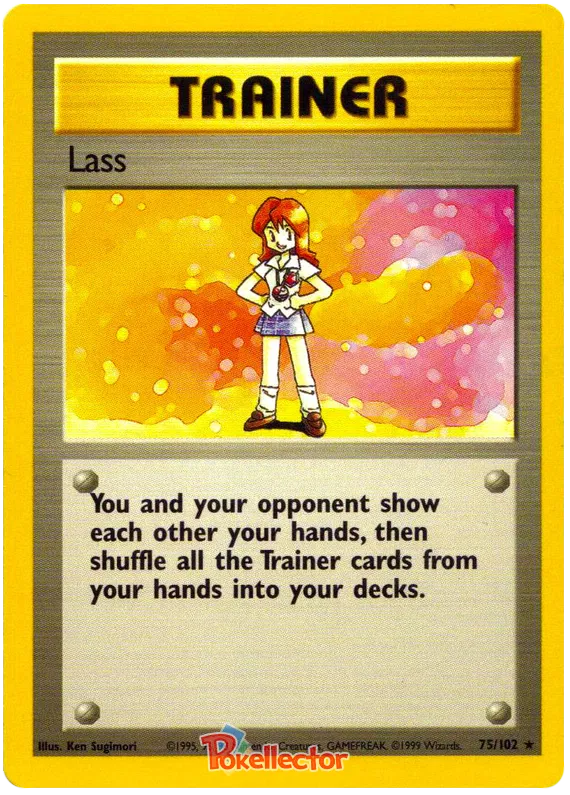 TRAINER
Lass
You and your opponent show
each other your hands, then
shuffle all the Trainer cards from
your hands into your decks.
Illus. Ken Sugimori ©1995, en Creatures, GAMEFREAK. ©1999 Wizards. 75/102 ★
Pokellector